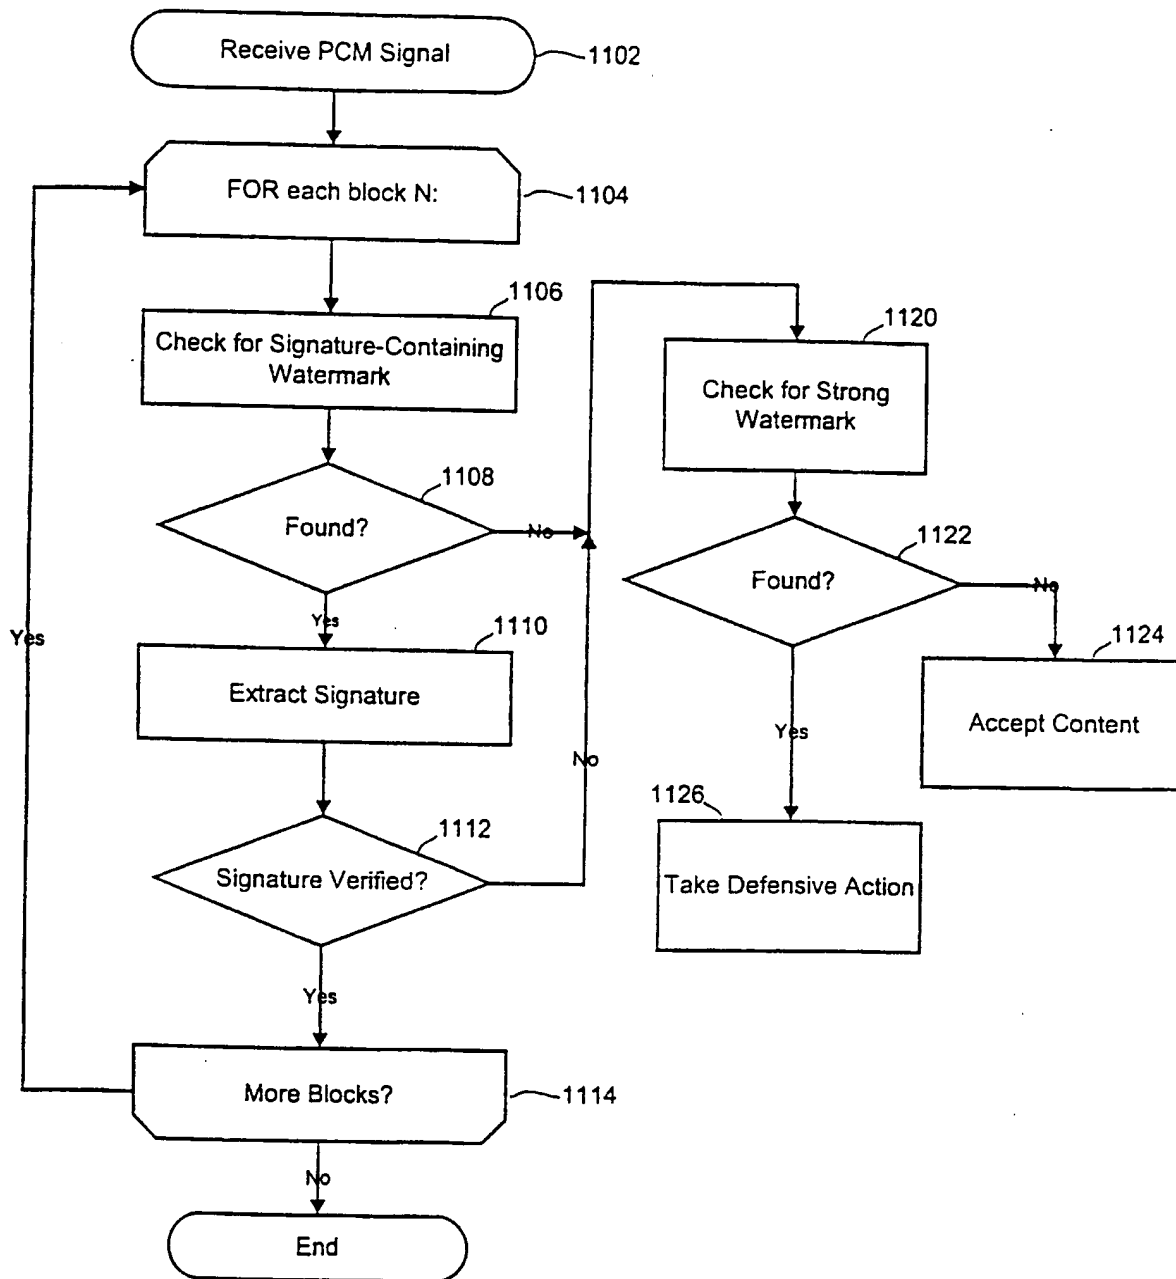 Receive PCM Signal
1102
FOR each block N:
1104
1106
Check for Signature-Containing
Watermark
1108
Found?
No
Yes
1110
Extract Signature
1112
Signature Verified?
No
Yes
More Blocks?
1114
Yes
No
End
1120
Check for Strong
Watermark
1122
Found?
No
1124
Accept Content
Yes
1126
Take Defensive Action